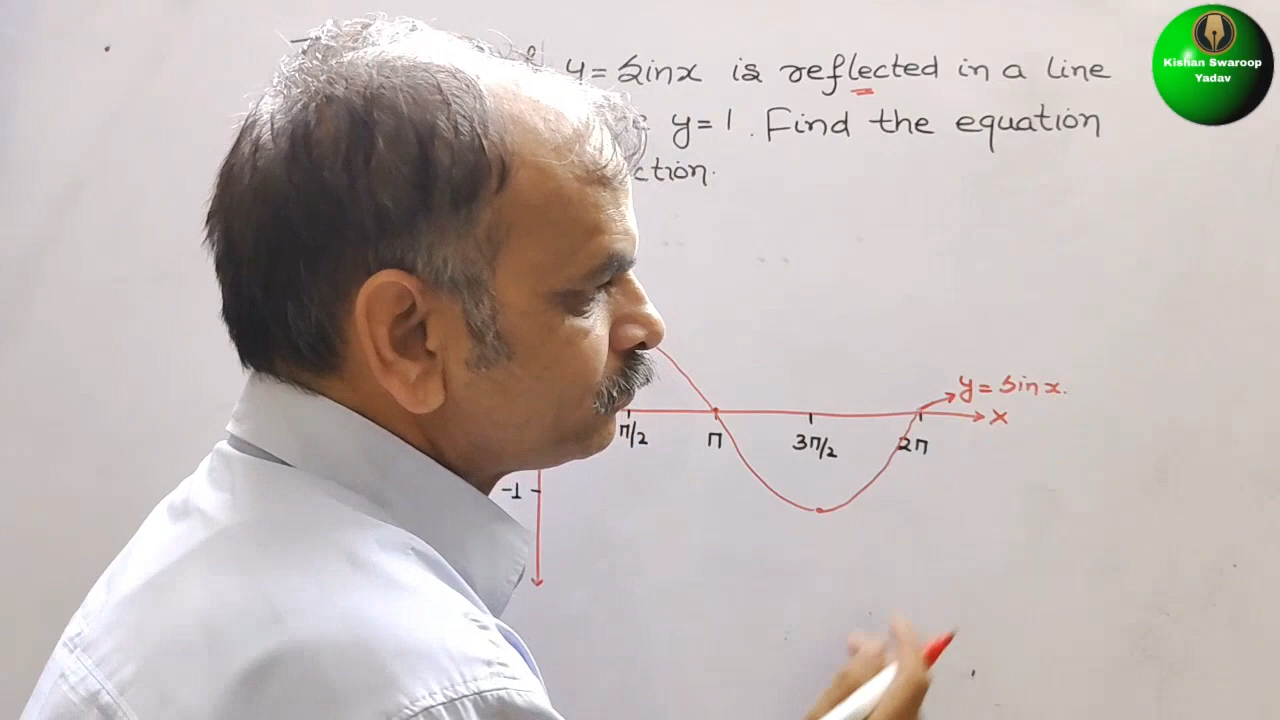 y = sinx is reflected in a line
y=1. Find the equation
ction.
y = sin x.
x
π/2
π
3π/2
2π
-1
Kishan Swaroop
Yadav